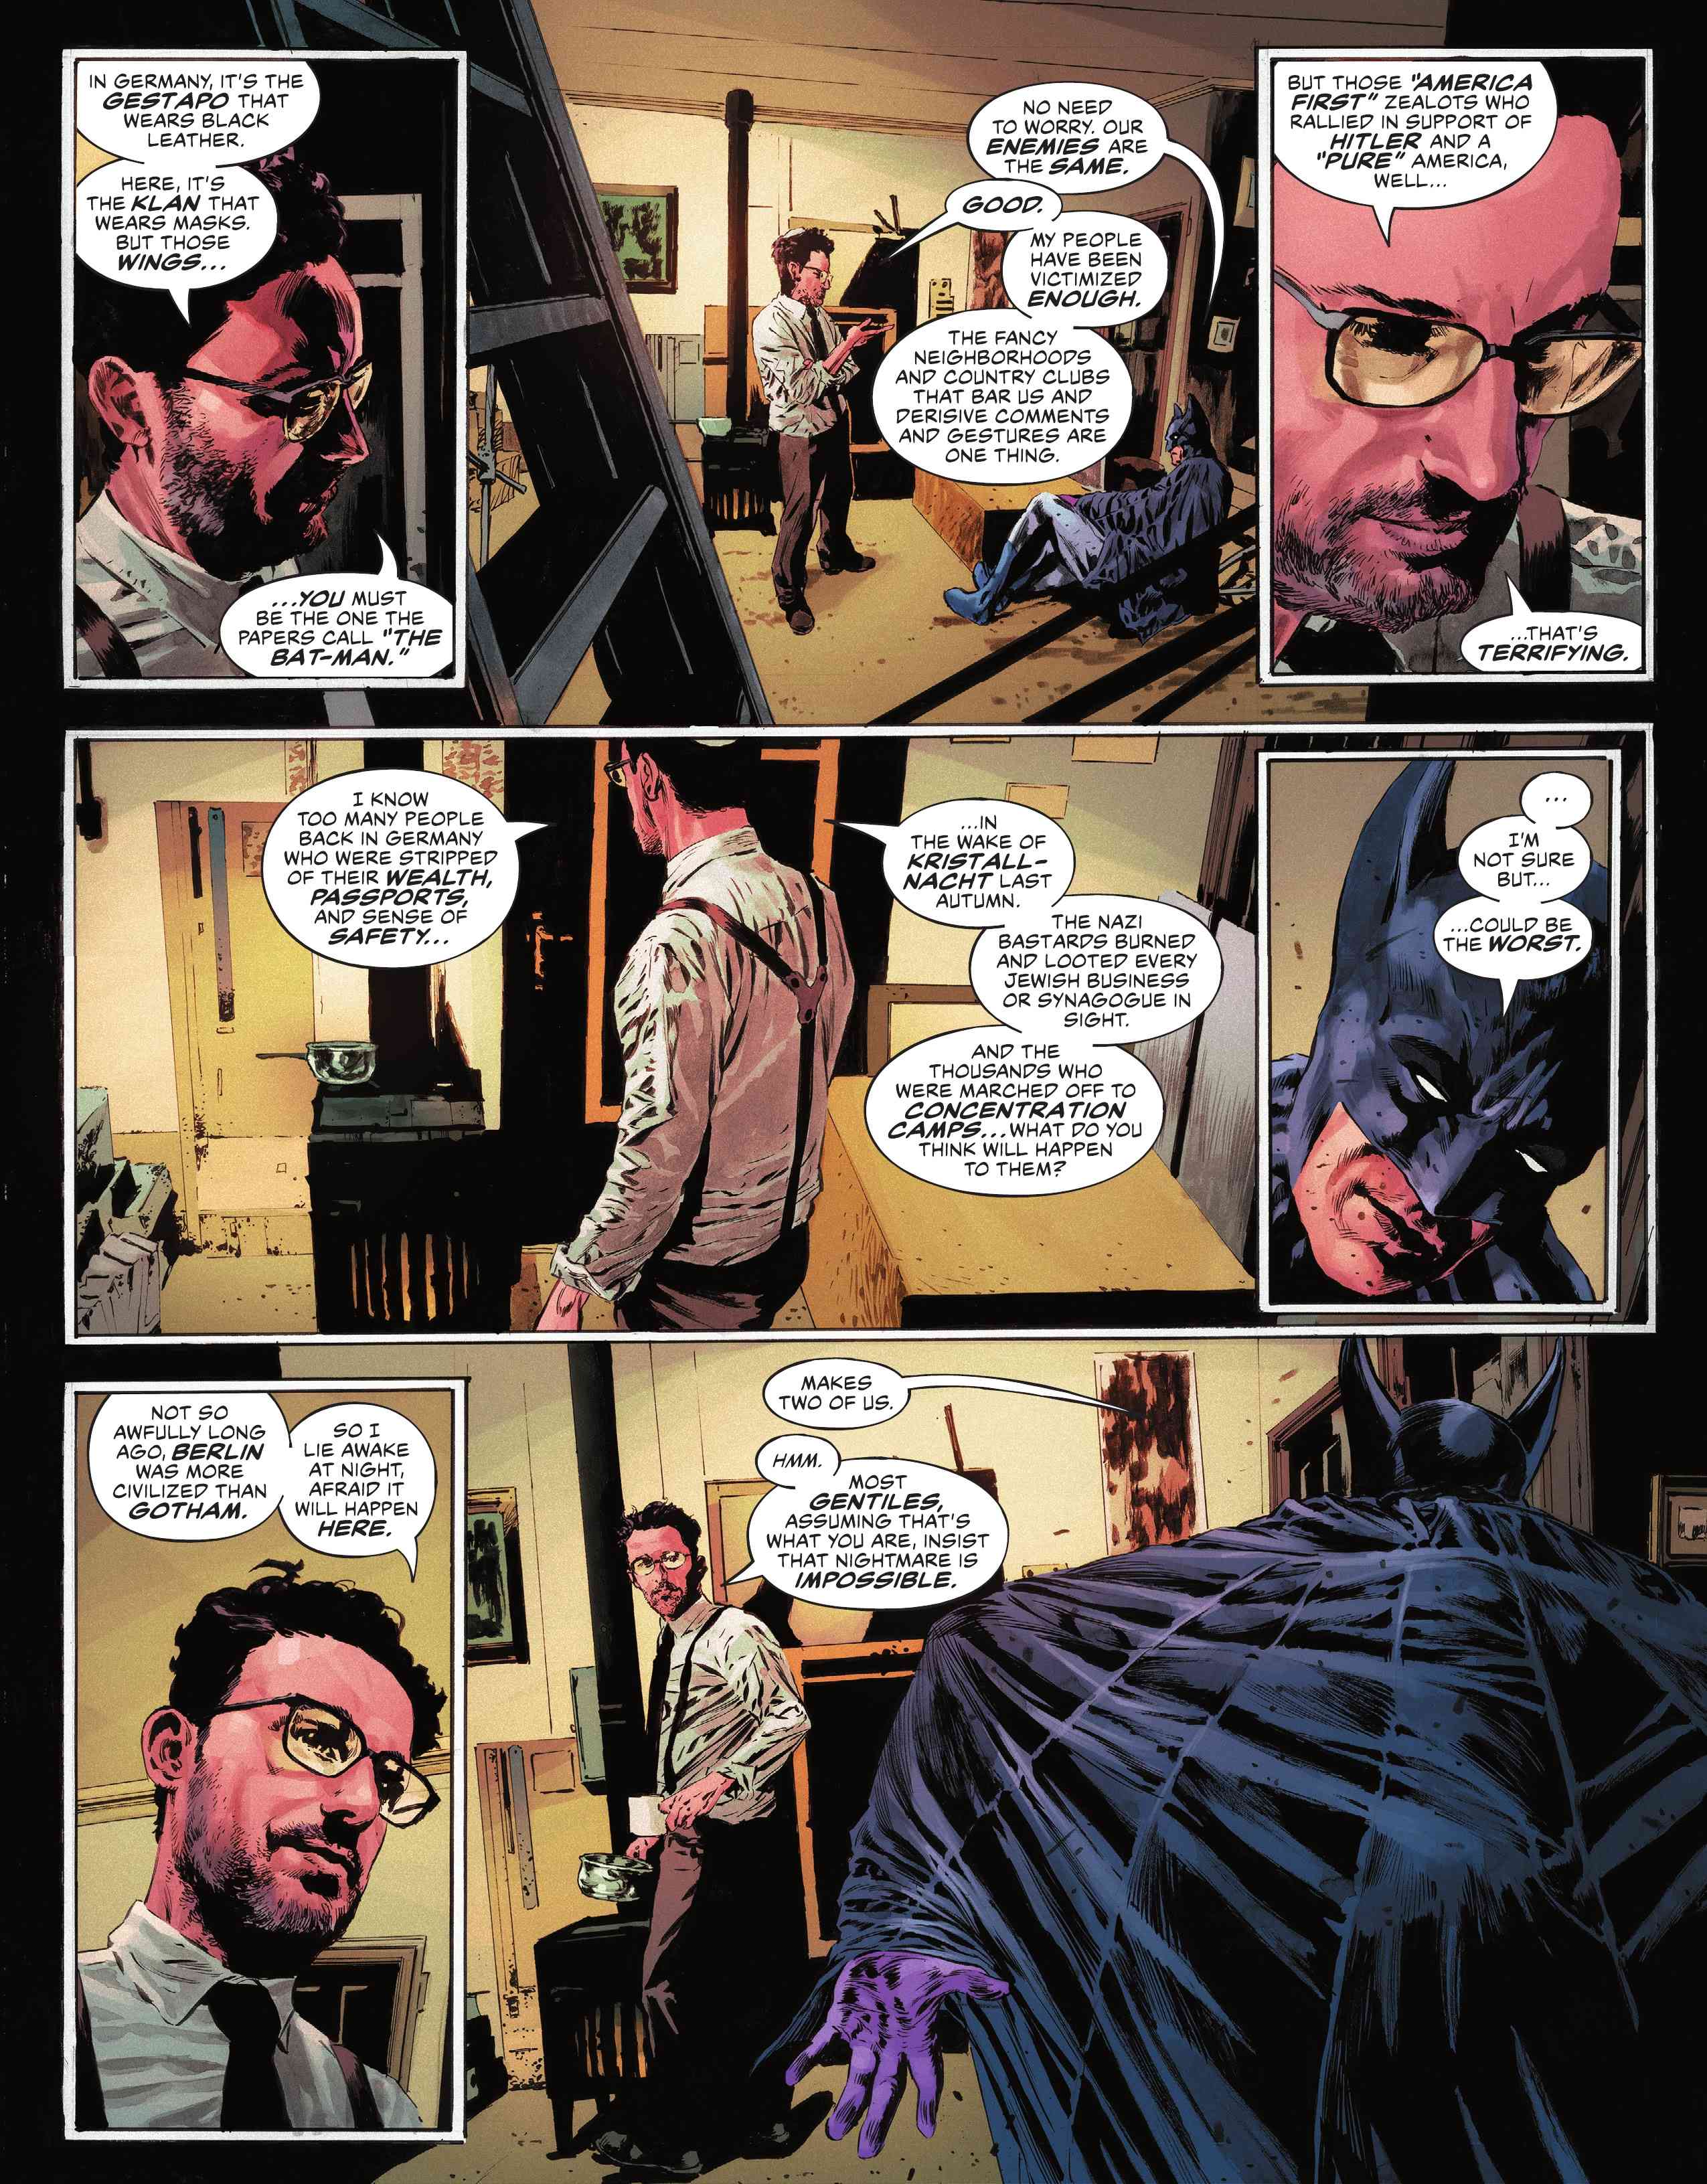 IN GERMANY, IT'S THE
GESTAPO THAT
WEARS BLACK
LEATHER.
HERE, IT'S
THE KLAN THAT
WEARS MASKS.
BUT THOSE
WINGS...
...YOU MUST
BE THE ONE THE
PAPERS CALL "THE
BAT-MAN."
NO NEED
TO WORRY. OUR
ENEMIES ARE
THE SAME.
GOOD.
MY PEOPLE
HAVE BEEN
VICTIMIZED
ENOUGH.
THE FANCY
NEIGHBORHOODS
AND COUNTRY CLUBS
THAT BAR US AND
DERISIVE COMMENTS
AND GESTURES ARE
ONE THING.
BUT THOSE "AMERICA
FIRST" ZEALOTS WHO
RALLIED IN SUPPORT OF
HITLER AND A
"PURE" AMERICA,
WELL...
...THAT'S
TERRIFYING.
I KNOW
TOO MANY PEOPLE
BACK IN GERMANY
WHO WERE STRIPPED
OF THEIR WEALTH,
PASSPORTS,
AND SENSE OF
SAFETY...
...IN
THE WAKE OF
KRISTALL-
NACHT LAST
AUTUMN.
THE NAZI
BASTARDS BURNED
AND LOOTED EVERY
JEWISH BUSINESS
OR SYNAGOGUE IN
SIGHT.
AND THE
THOUSANDS WHO
WERE MARCHED OFF TO
CONCENTRATION
CAMPS...WHAT DO YOU
THINK WILL HAPPEN
TO THEM?
...
I'M
NOT SURE
BUT...
...COULD BE
THE WORST.
NOT SO
AWFULLY LONG
AGO, BERLIN
WAS MORE
CIVILIZED THAN
GOTHAM.
SO I
LIE AWAKE
AT NIGHT,
AFRAID IT
WILL HAPPEN
HERE.
MAKES
TWO OF US.
HMM.
MOST
GENTILES,
ASSUMING THAT'S
WHAT YOU ARE, INSIST
THAT NIGHTMARE IS
IMPOSSIBLE.